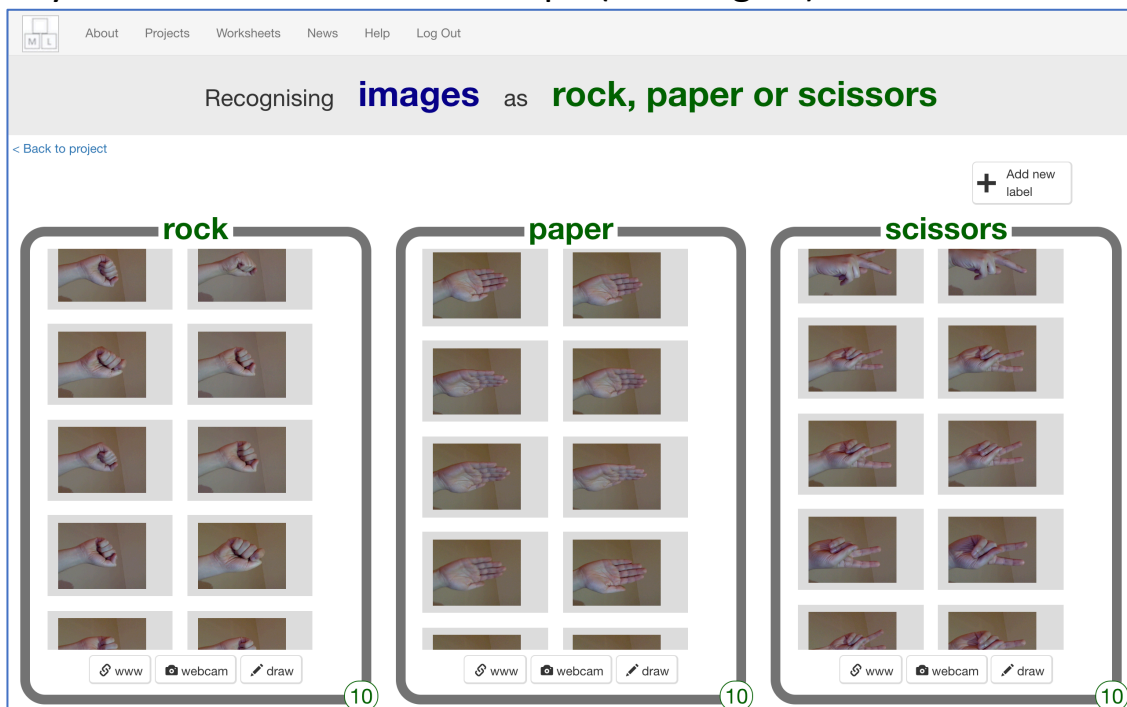 M L
About Projects Worksheets News Help Log Out
Recognising images as rock, paper or scissors
< Back to project
Add new
label
rock
paper
scissors
www webcam draw
www webcam draw
www webcam draw
10
10
10